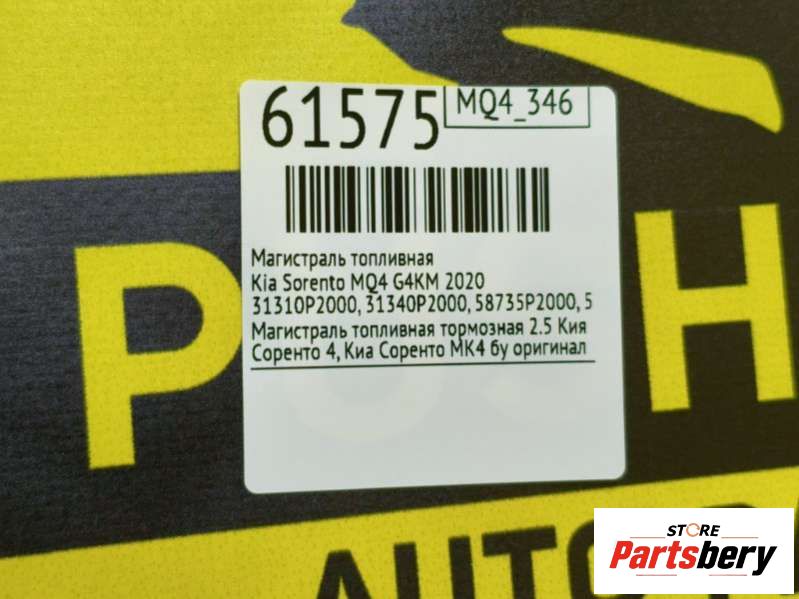 61575
MQ4_346
Магистраль топливная
Kia Sorento MQ4 G4KM 2020
31310P2000, 31340P2000, 58735P2000, 5
Магистраль топливная тормозная 2.5 Кия
Соренто 4, Киа Соренто МК4 бу оригинал
P
H
AUTO
STORE
Partsbery